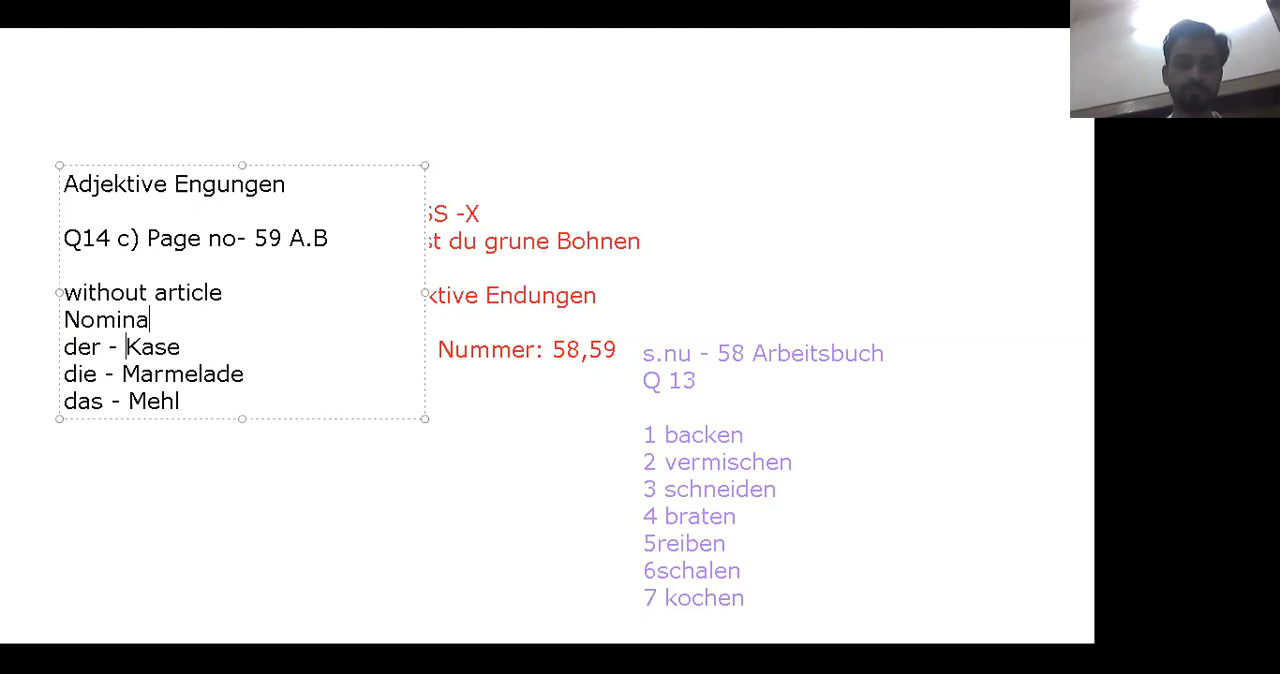 Adjektive Engungen
Q14 c) Page no- 59 A.B
without article
Nomina
der - Kase
die - Marmelade
das - Mehl
SS -X
st du grune Bohnen
ktive Endungen
Nummer: 58,59
s.nu - 58 Arbeitsbuch
Q 13
1 backen
2 vermischen
3 schneiden
4 braten
5reiben
6schalen
7 kochen